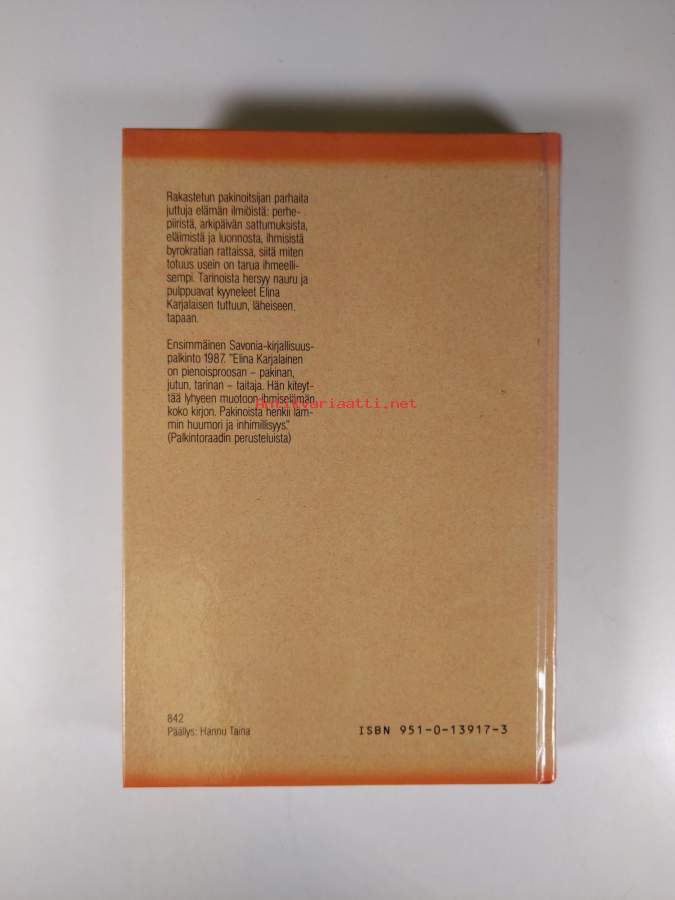 Rakastetun pakinoitsijan parhaita
juttuja elämän ilmiöistä: perhe-
piiristä, arkipäivän sattumuksista,
eläimistä ja luonnosta, ihmisistä
byrokratian rattaissa, siitä miten
totuus usein on tarua ihmeelli-
sempi. Tarinoista hersyy nauru ja
pulppuavat kyyneleet Elina
Karjalaisen tuttuun, läheiseen
tapaan.
Ensimmäinen Savonia-kirjallisuus-
palkinto 1987. "Elina Karjalainen
on pienoisproosan – pakinan,
jutun, tarinan – taitaja. Hän kiteyt-
tää lyhyeen muotoon ihmiselämän
koko kirjon. Pakinoista henkii läm-
min huumori ja inhimillisyys."
(Palkintoraadin perusteluista)
Antikvariaatti.net
842
Päällys: Hannu Taina
ISBN 951-0-13917-3